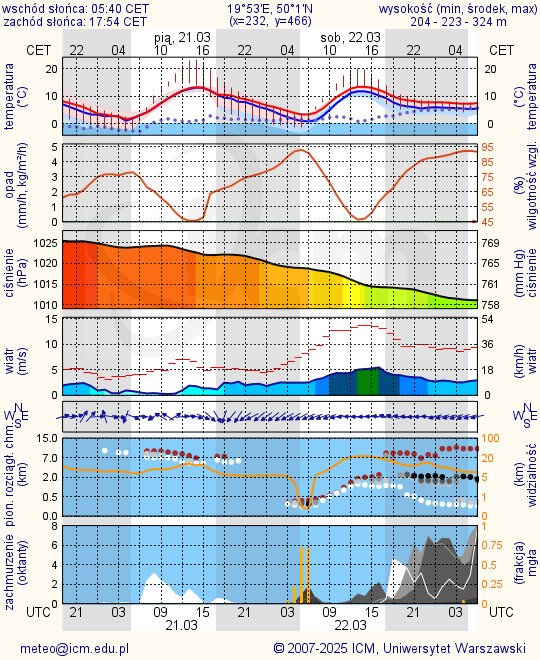 wschód słońca: 05:40 CET 19°53'E, 50°1'N wysokość (min, środek, max)
zachód słońca: 17:54 CET (x=232, y=466) 204 - 223 - 324 m
pią, 21.03 sob, 22.03
CET 22 04 10 16 22 04 10 16 22 04 CET
temperatura (°C)
20 10 0
20 10 0
temperatura (°C)
opad (mm/h, kg/m²/h)
5 4 3 2 1 0
95 85 75 65 55 45
wilgotność wzgl. (%)
ciśnienie (hPa)
1025 1020 1015 1010
769 765 761 758
ciśnienie (mm Hg)
wiatr (m/s)
15 10 5 0
54 36 18 0
wiatr (km/h)
N W E S
N W E S
pion. rozciągł. chm. (km)
15.0 7.0 2.0 0.5 0.0
100 20 5 1 0
widzialność (km)
zachmurzenie (oktanty)
8 6 4 2 0
1 0.75 0.5 0.25 0
mgła (frakcja)
UTC 21 03 09 15 21 03 09 15 21 03 UTC
21.03 22.03
meteo@icm.edu.pl © 2007-2025 ICM, Uniwersytet Warszawski